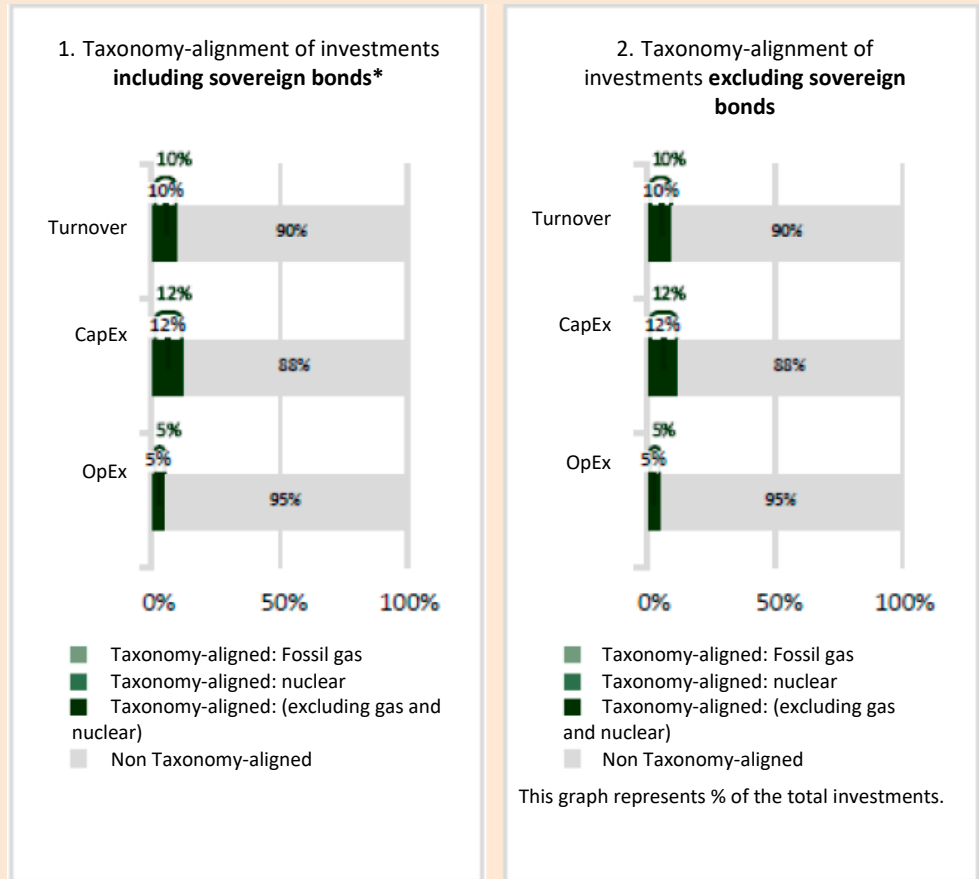 1. Taxonomy-alignment of investments
including sovereign bonds*
10%
10%
Turnover
90%
12%
12%
CapEx
88%
5%
5%
OpEx
95%
0% 50% 100%
Taxonomy-aligned: Fossil gas
Taxonomy-aligned: nuclear
Taxonomy-aligned: (excluding gas and
nuclear)
Non Taxonomy-aligned
2. Taxonomy-alignment of
investments excluding sovereign
bonds
10%
10%
Turnover
90%
12%
12%
CapEx
88%
5%
5%
OpEx
95%
0% 50% 100%
Taxonomy-aligned: Fossil gas
Taxonomy-aligned: nuclear
Taxonomy-aligned: (excluding gas
and nuclear)
Non Taxonomy-aligned
This graph represents % of the total investments.